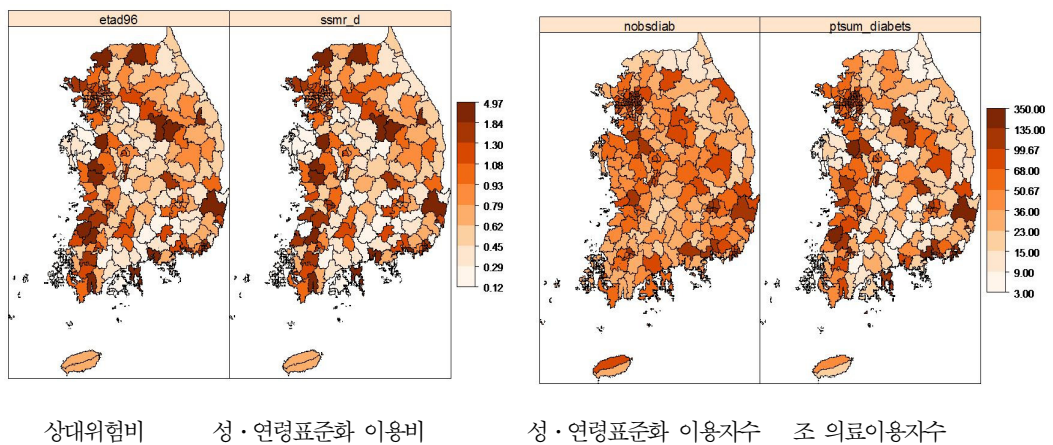 etad96
ssmr_d
4.97
1.84
1.30
1.08
0.93
0.79
0.62
0.45
0.29
0.12
nobsdiab
ptsum_diabets
350.00
135.00
99.67
68.00
50.67
36.00
23.00
15.00
9.00
3.00
상대위험비
성·연령표준화 이용비
성·연령표준화 이용자수
조 의료이용자수